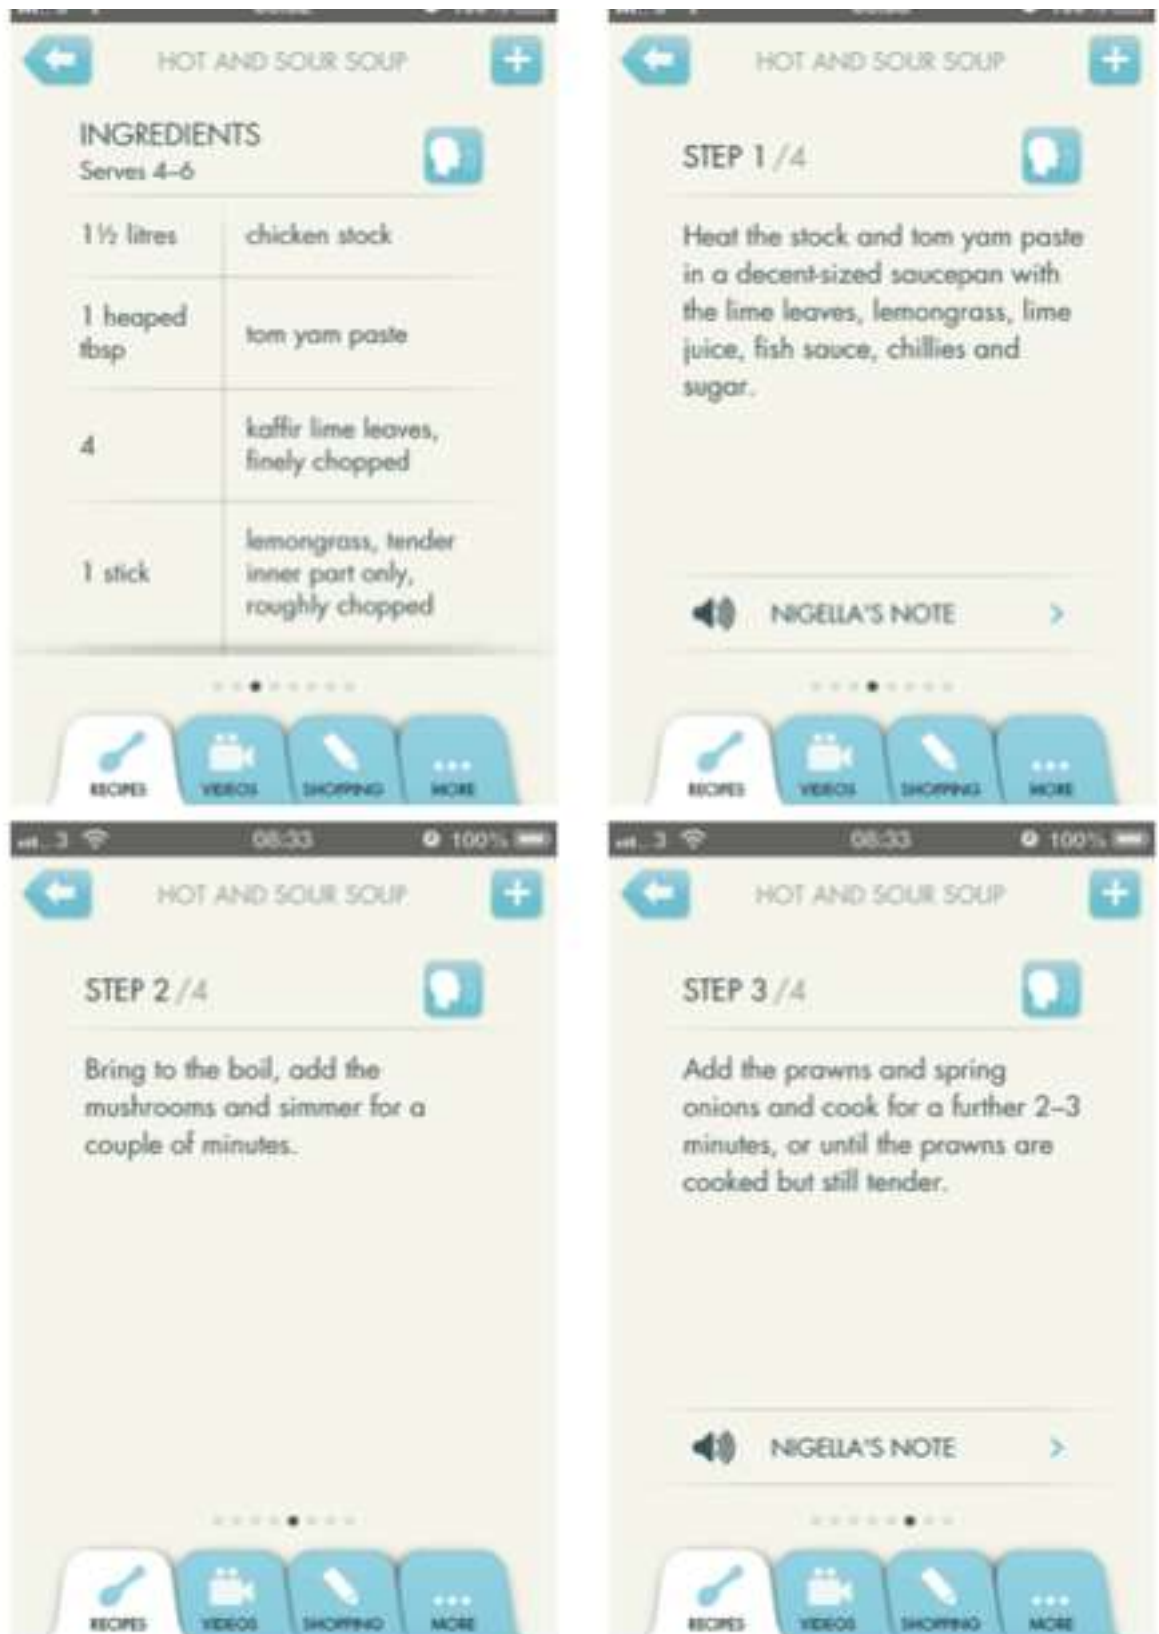 HOT AND SOUR SOUP
INGREDIENTS
Serves 4–6
1½ litres
chicken stock
1 heaped
tbsp
tom yam paste
4
kaffir lime leaves,
finely chopped
1 stick
lemongrass, tender
inner part only,
roughly chopped
RECIPES
VIDEOS
SHOPPING
MORE
HOT AND SOUR SOUP
STEP 1 /4
Heat the stock and tom yam paste
in a decent-sized saucepan with
the lime leaves, lemongrass, lime
juice, fish sauce, chillies and
sugar.
NIGELLA'S NOTE
RECIPES
VIDEOS
SHOPPING
MORE
3 08:33 100%
HOT AND SOUR SOUP
STEP 2 /4
Bring to the boil, add the
mushrooms and simmer for a
couple of minutes.
RECIPES
VIDEOS
SHOPPING
MORE
3 08:33 100%
HOT AND SOUR SOUP
STEP 3 /4
Add the prawns and spring
onions and cook for a further 2–3
minutes, or until the prawns are
cooked but still tender.
NIGELLA'S NOTE
RECIPES
VIDEOS
SHOPPING
MORE